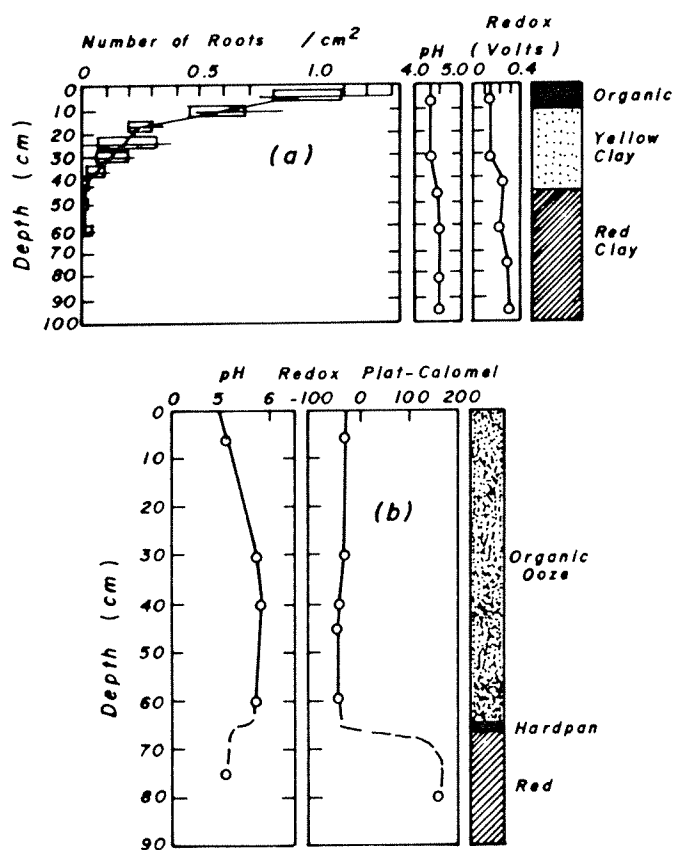 Number of Roots /cm2
pH
Redox (Volts)
0 0.5 1.0
4.0 5.0
0.0 0.4
Depth (cm)
0
10
20
30
40
50
60
70
80
90
100
(a)
Organic
Yellow
Clay
Red
Clay
pH Redox Plat-Calomel
0 5 6
-100 0 100 200
Depth (cm)
0
10
20
30
40
50
60
70
80
90
(b)
Organic
Ooze
Hardpan
Red